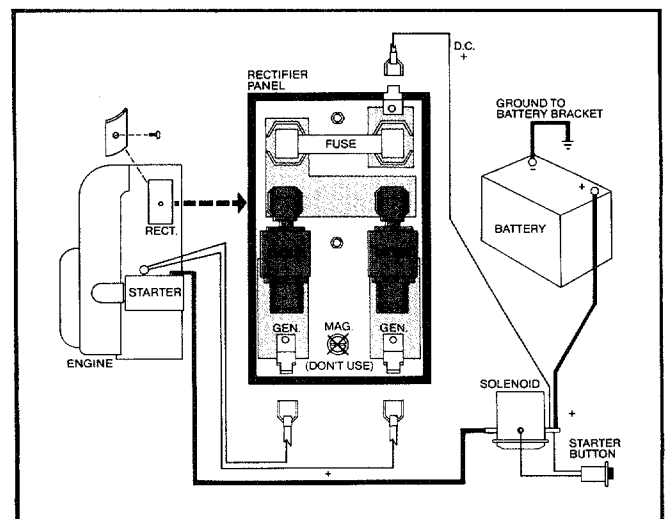 D.C.
+
RECTIFIER
PANEL
GROUND TO
BATTERY BRACKET
FUSE
-
+
RECT.
BATTERY
STARTER
GEN.
MAG.
GEN.
(DON'T USE)
ENGINE
SOLENOID
+
STARTER
BUTTON
+